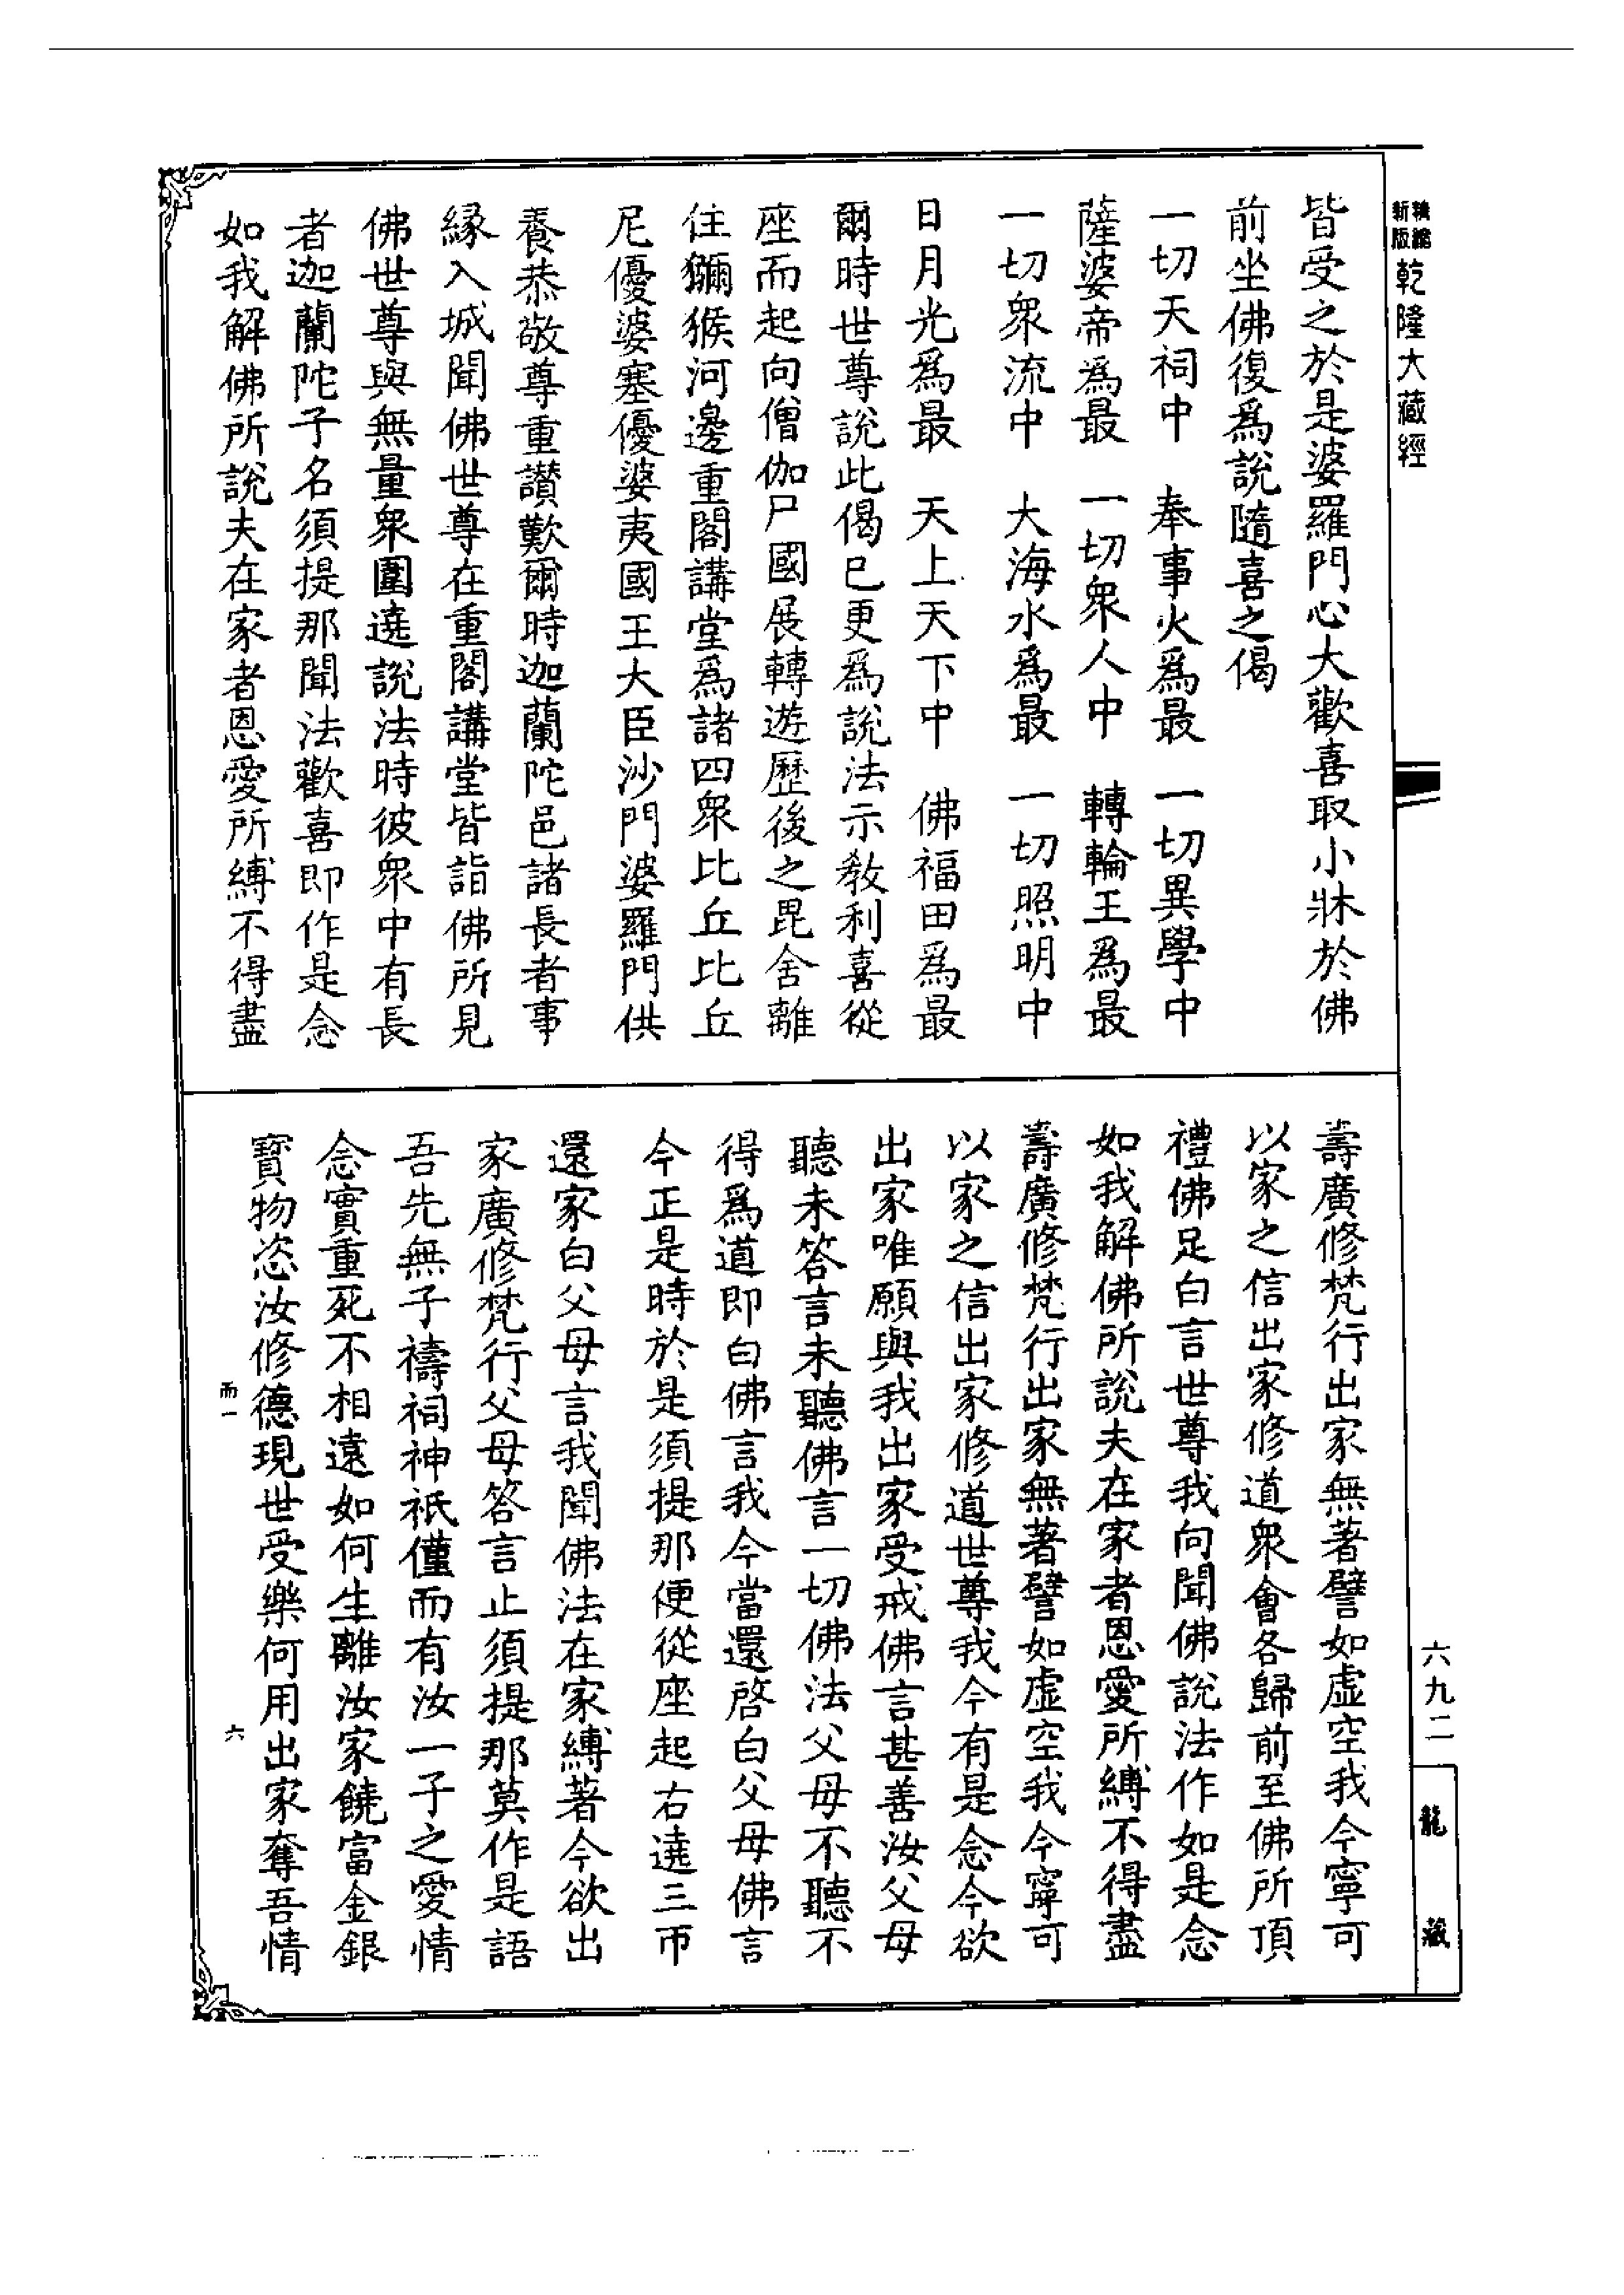 新版
精縮
乾隆大藏經
皆受之於是婆羅門心大歡喜取小牀於佛
前坐佛復爲說隨喜之偈
一切天祠中　奉事火爲最　一切異學中
薩婆帝爲最　一切衆人中　轉輪王爲最
一切衆流中　大海水爲最　一切照明中
日月光爲最　天上天下中　佛福田爲最
爾時世尊說此偈已更爲說法示教利喜從
座而起向僧伽尸國展轉遊歷後之毘舍離
住獼猴河邊重閣講堂爲諸四衆比丘比丘
尼優婆塞優婆夷國王大臣沙門婆羅門供
養恭敬尊重讃歎爾時迦蘭陀邑諸長者事
緣入城聞佛世尊在重閣講堂皆詣佛所見
佛世尊與無量衆圍遶說法時彼衆中有長
者迦蘭陀子名須提那聞法歡喜即作是念
如我解佛所說夫在家者恩愛所縛不得盡
壽廣修梵行出家無著譬如虛空我今寧可
以家之信出家修道衆會各歸前至佛所頂
禮佛足白言世尊我向聞佛說法作如是念
如我解佛所說夫在家者恩愛所縛不得盡
壽廣修梵行出家無著譬如虛空我今寧可
以家之信出家修道世尊我今有是念今欲
出家唯願與我出家受戒佛言甚善汝父母
聽未答言未聽佛言一切佛法父母不聽不
得爲道即白佛言我今當還啓白父母佛言
今正是時於是須提那便從座起右遶三帀
還家白父母言我聞佛法在家縛著今欲出
家廣修梵行父母答言止須提那莫作是語
吾先無子禱祠神祇僅而有汝一子之愛情
念實重死不相遠如何生離汝家饒富金銀
寶物恣汝修德現世受樂何用出家奪吾情
而一
六
六九二
龍藏